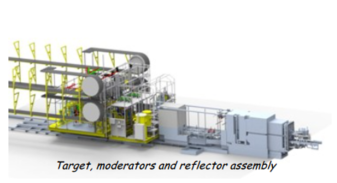 Target, moderators and reflector assembly